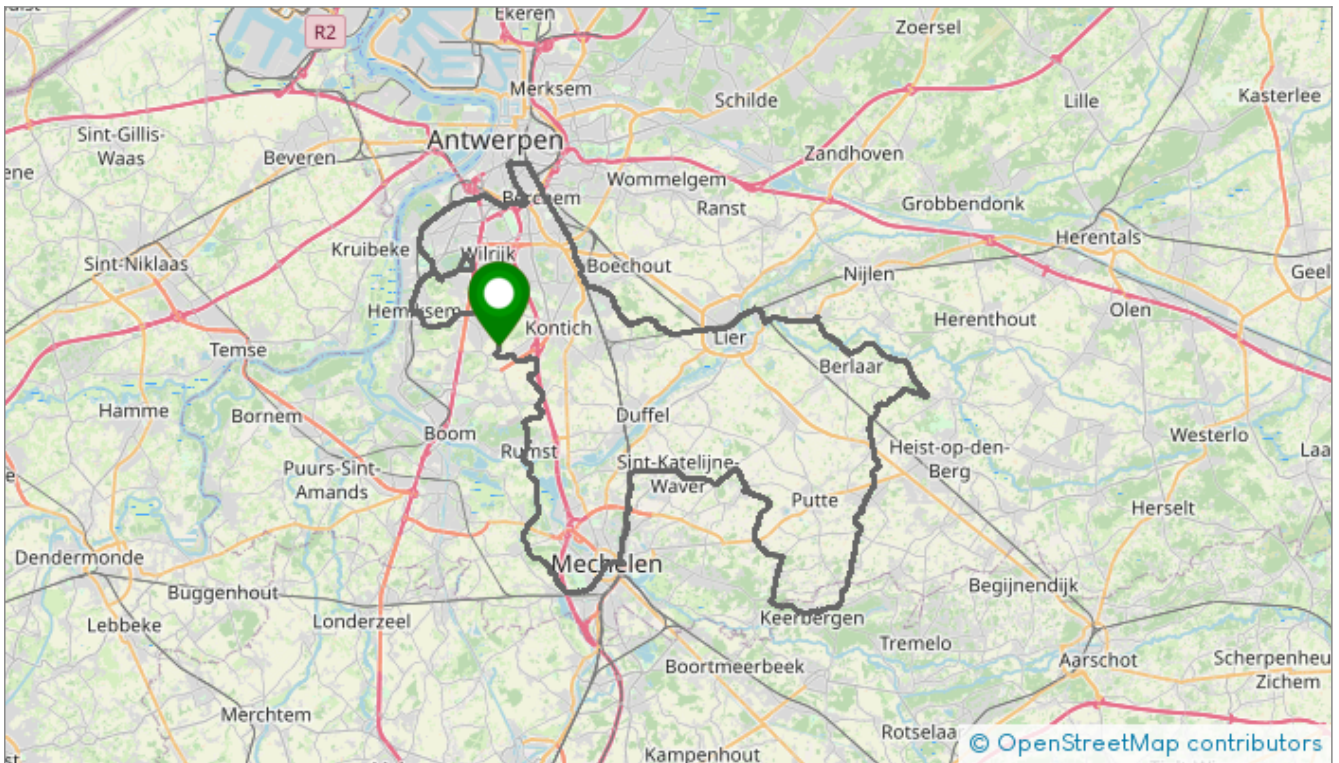 Ekeren
Zoersel
R2
Merksem
Schilde
Lille
Kasterlee
Sint-Gillis-
Waas
Antwerpen
Beveren
Zandhoven
Wommelgem
Ranst
Grobbendonk
Kruibeke
Wilrijk
Herentals
Sint-Niklaas
Boechout
Nijlen
Olen
Kontich
Herenthout
Lier
Temse
Berlaar
Hamme
Bornem
Duffel
Boom
Westerlo
Heist-op-den-
Berg
Rumst
Sint-Katelijne-
Waver
Puurs-Sint-
Amands
Putte
Herselt
Dendermonde
Mechelen
Buggenhout
Begijnendijk
Lebbeke
Londerzeel
Keerbergen
Tremelo
Aarschot
Boortmeerbeek
Zichem
Merchtem
Kampenhout
© OpenStreetMap contributors